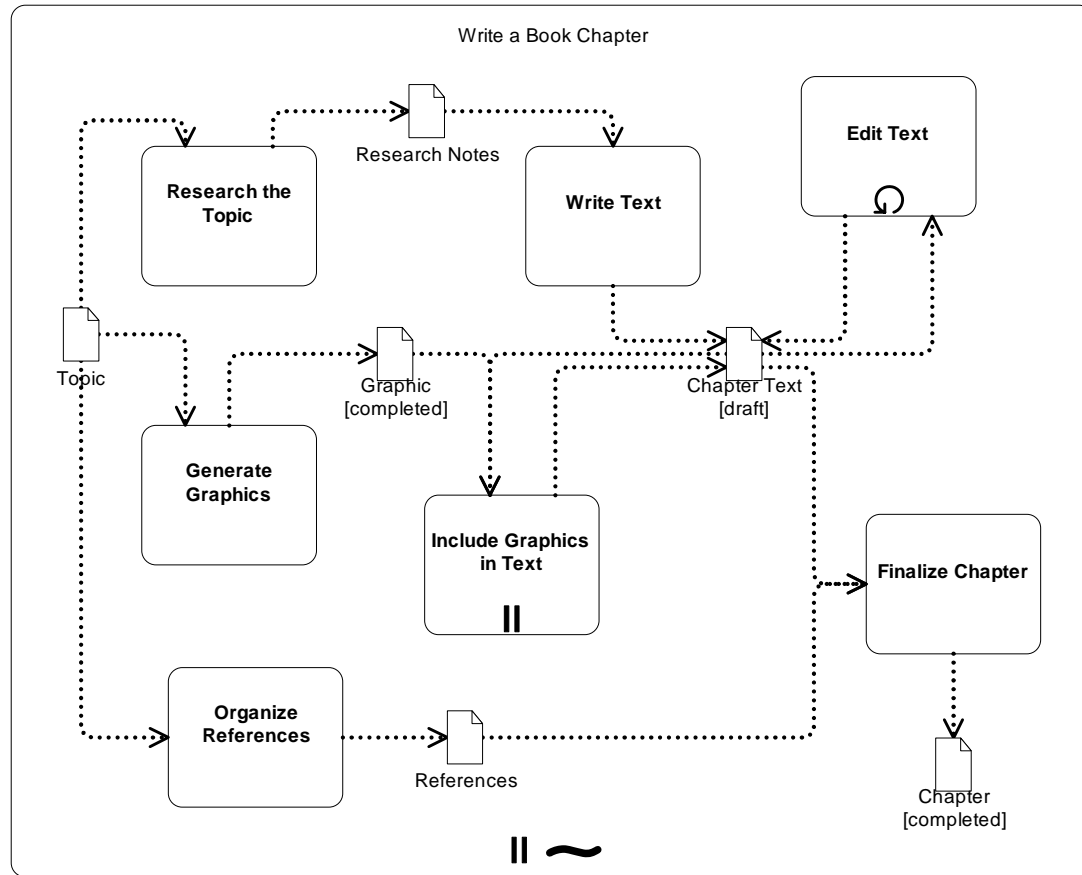 Write a Book Chapter
Edit Text
Research Notes
Research the
Topic
Write Text
Topic
Graphic
[completed]
Chapter Text
[draft]
Generate
Graphics
Include Graphics
in Text
Finalize Chapter
Organize
References
References
Chapter
[completed]